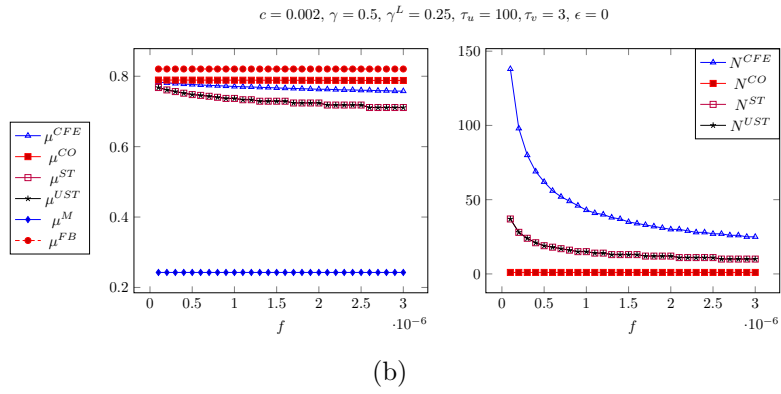 c = 0.002, γ = 0.5, γ^L = 0.25, τ_u = 100, τ_v = 3, ϵ = 0
μ^CFE
μ^CO
μ^ST
μ^UST
μ^M
μ^FB
0.8
0.6
0.4
0.2
0 0.5 1 1.5 2 2.5 3
·10^-6
f
150
100
50
0
N^CFE
N^CO
N^ST
N^UST
0 0.5 1 1.5 2 2.5 3
·10^-6
f
(b)